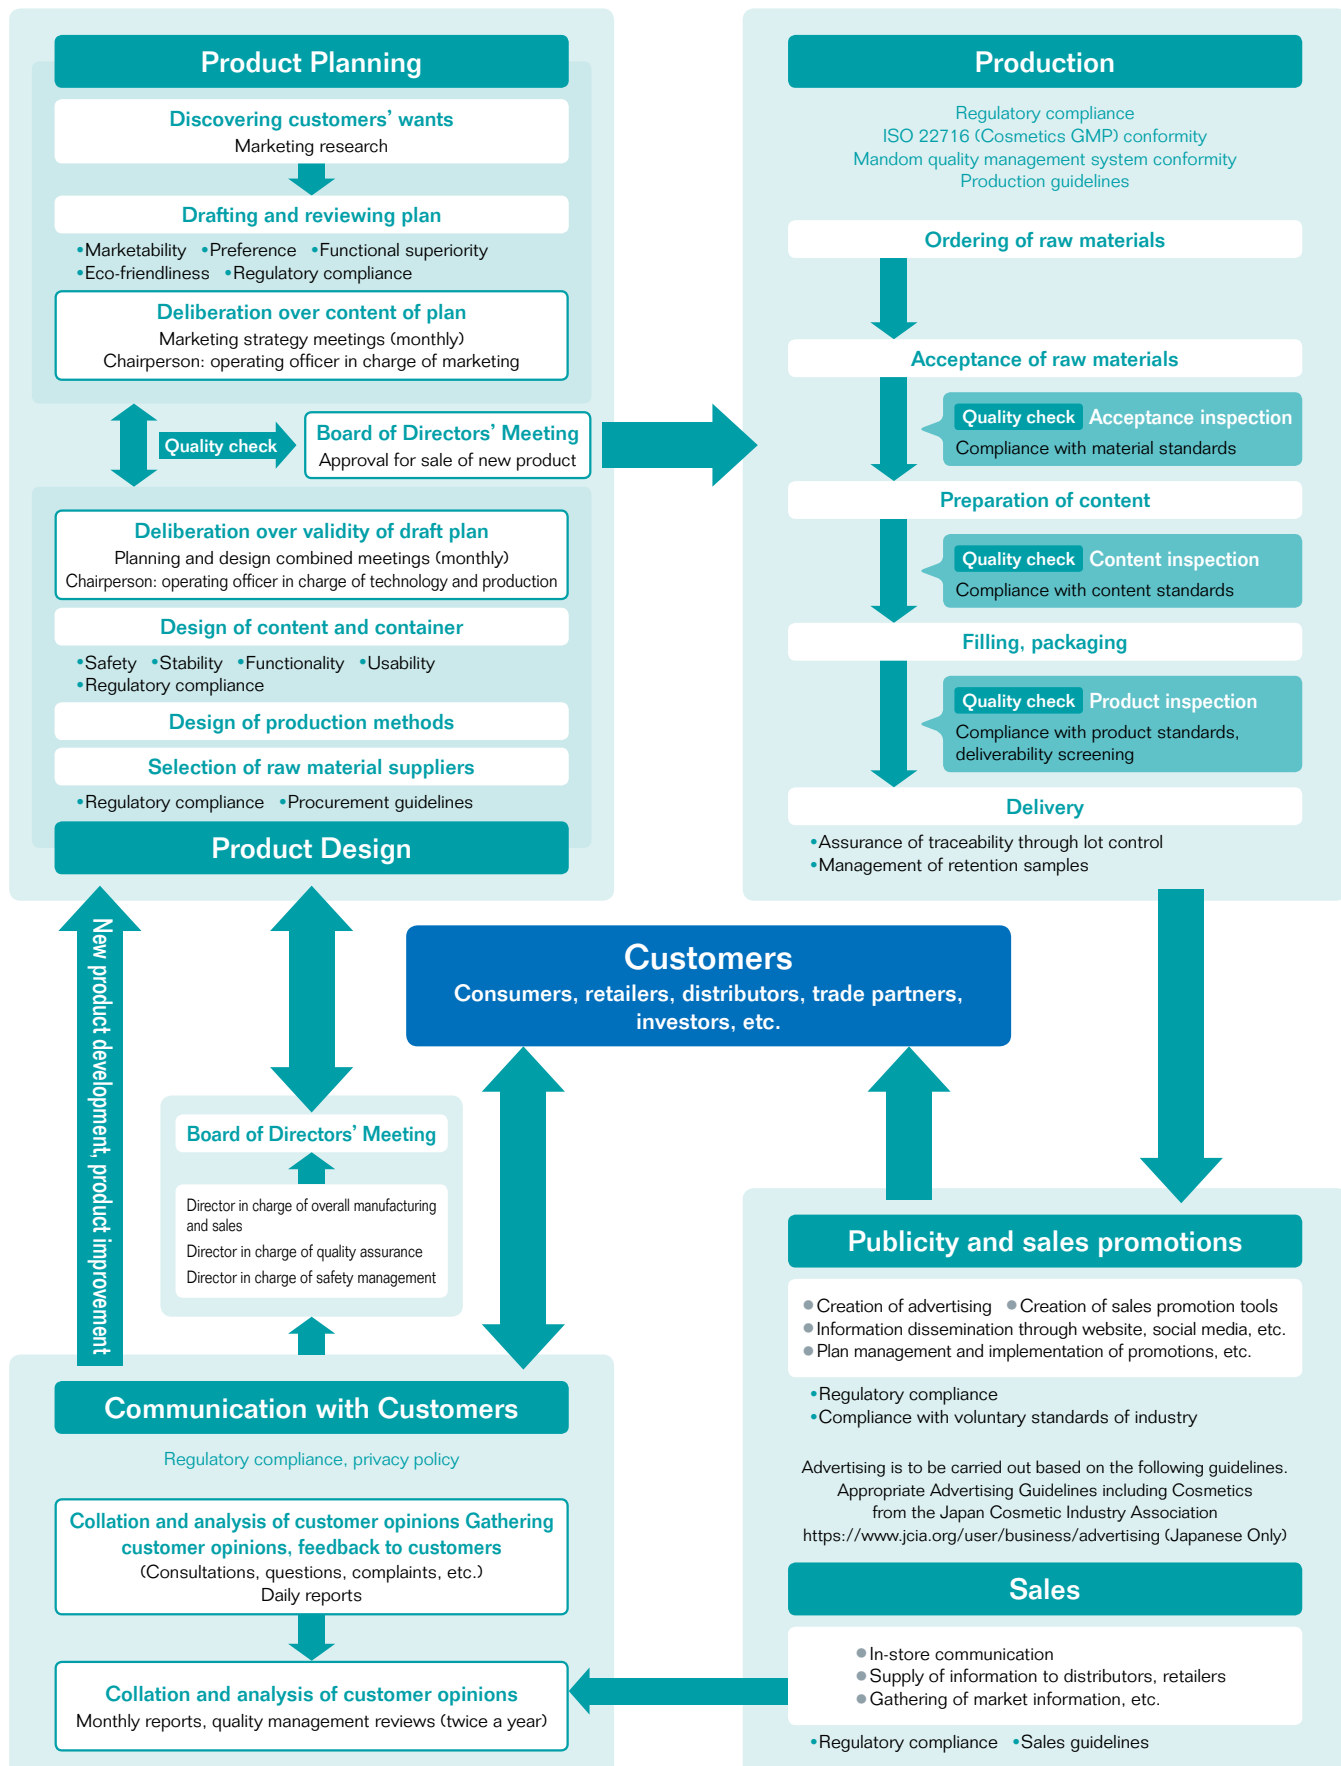 Product Planning
Discovering customers’ wants
Marketing research
Drafting and reviewing plan
•Marketability •Preference •Functional superiority
•Eco-friendliness •Regulatory compliance
Deliberation over content of plan
Marketing strategy meetings (monthly)
Chairperson: operating officer in charge of marketing
Quality check
Board of Directors’ Meeting
Approval for sale of new product
Deliberation over validity of draft plan
Planning and design combined meetings (monthly)
Chairperson: operating officer in charge of technology and production
Design of content and container
•Safety •Stability •Functionality •Usability
•Regulatory compliance
Design of production methods
Selection of raw material suppliers
•Regulatory compliance •Procurement guidelines
Product Design
Production
Regulatory compliance
ISO 22716 (Cosmetics GMP) conformity
Mandom quality management system conformity
Production guidelines
Ordering of raw materials
Acceptance of raw materials
Quality check Acceptance inspection
Compliance with material standards
Preparation of content
Quality check Content inspection
Compliance with content standards
Filling, packaging
Quality check Product inspection
Compliance with product standards,
deliverability screening
Delivery
•Assurance of traceability through lot control
•Management of retention samples
New product development, product improvement
Customers
Consumers, retailers, distributors, trade partners,
investors, etc.
Board of Directors’ Meeting
Director in charge of overall manufacturing
and sales
Director in charge of quality assurance
Director in charge of safety management
Communication with Customers
Regulatory compliance, privacy policy
Collation and analysis of customer opinions Gathering
customer opinions, feedback to customers
(Consultations, questions, complaints, etc.)
Daily reports
Collation and analysis of customer opinions
Monthly reports, quality management reviews (twice a year)
Publicity and sales promotions
●Creation of advertising ●Creation of sales promotion tools
●Information dissemination through website, social media, etc.
●Plan management and implementation of promotions, etc.
•Regulatory compliance
•Compliance with voluntary standards of industry
Advertising is to be carried out based on the following guidelines.
Appropriate Advertising Guidelines including Cosmetics
from the Japan Cosmetic Industry Association
https://www.jcia.org/user/business/advertising (Japanese Only)
Sales
●In-store communication
●Supply of information to distributors, retailers
●Gathering of market information, etc.
•Regulatory compliance •Sales guidelines